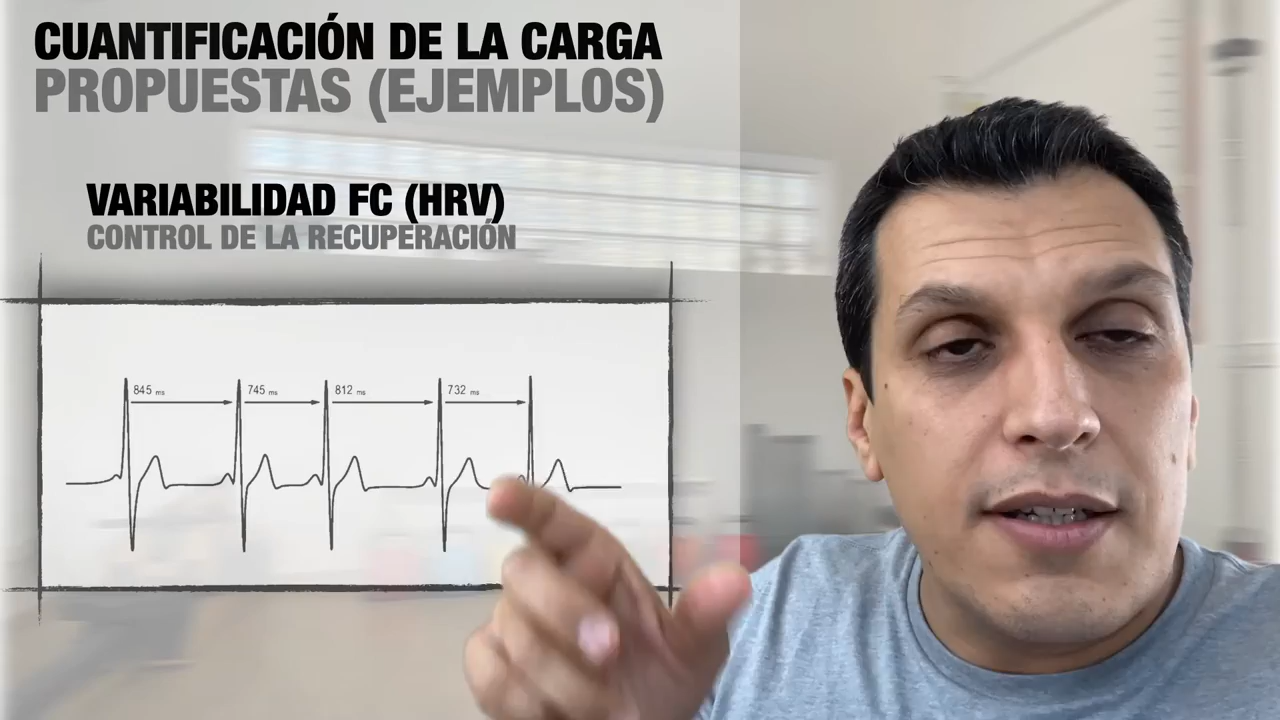 CUANTIFICACIÓN DE LA CARGA
PROPUESTAS (EJEMPLOS)
VARIABILIDAD FC (HRV)
CONTROL DE LA RECUPERACIÓN
845 ms 745 ms 812 ms 732 ms